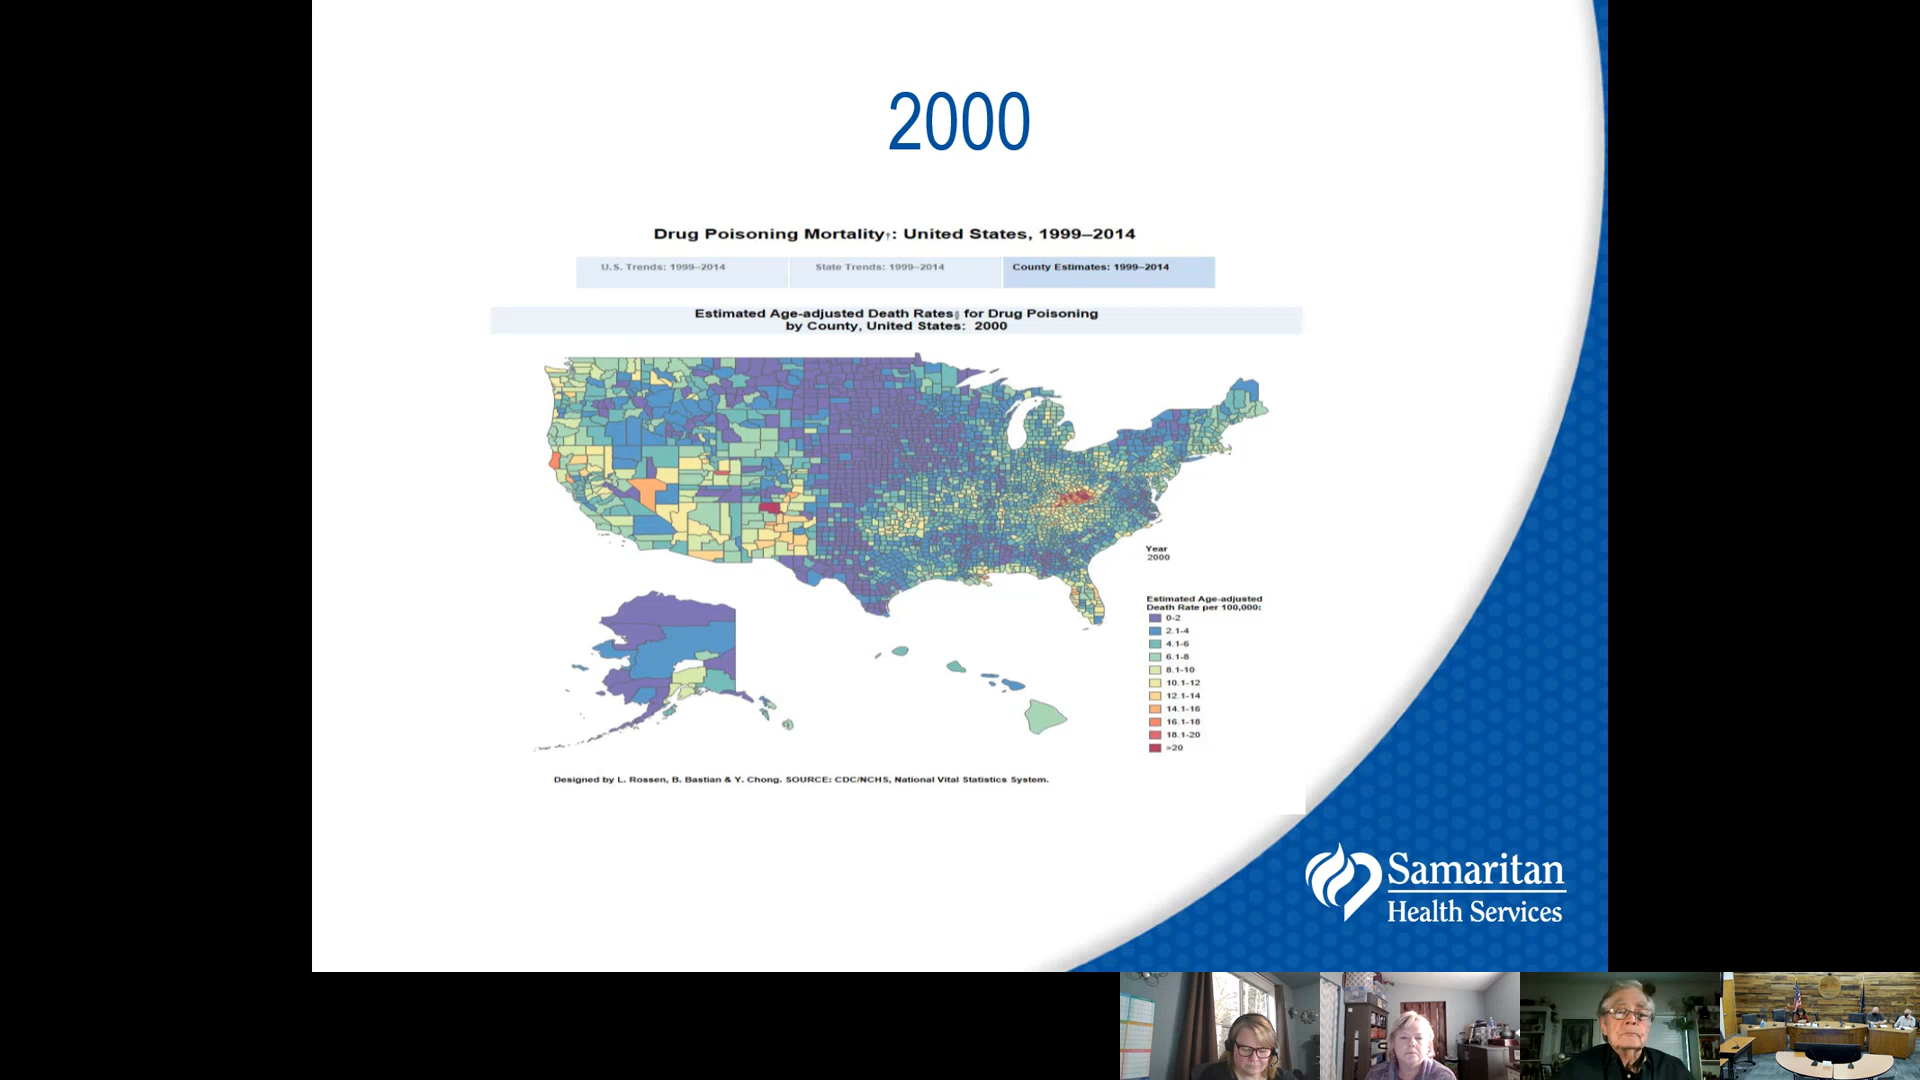 2000
Drug Poisoning Mortality†: United States, 1999–2014
U.S. Trends: 1999–2014
State Trends: 1999–2014
County Estimates: 1999–2014
Estimated Age-adjusted Death Rates§ for Drug Poisoning
by County, United States: 2000
Year
2000
Estimated Age-adjusted
Death Rate per 100,000:
0-2
2.1-4
4.1-6
6.1-8
8.1-10
10.1-12
12.1-14
14.1-16
16.1-18
18.1-20
>20
Designed by L. Rossen, B. Bastian & Y. Chong. SOURCE: CDC/NCHS, National Vital Statistics System.
Samaritan
Health Services